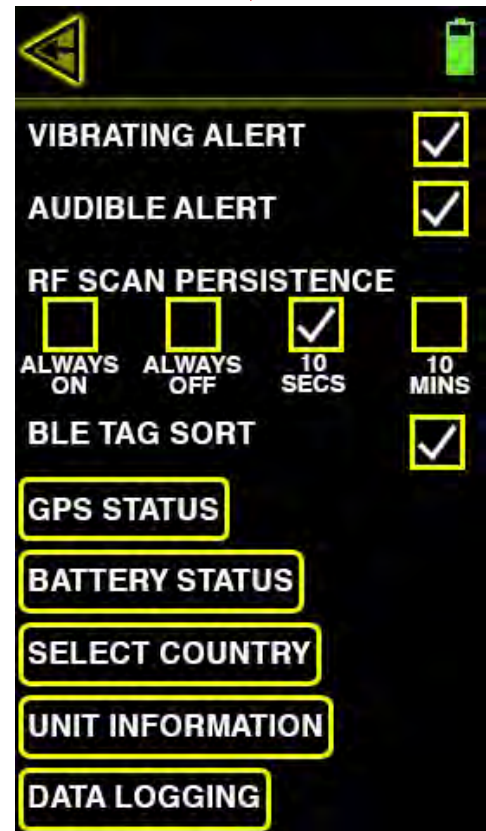 VIBRATING ALERT
AUDIBLE ALERT
RF SCAN PERSISTENCE
ALWAYS ON
ALWAYS OFF
10 SECS
10 MINS
BLE TAG SORT
GPS STATUS
BATTERY STATUS
SELECT COUNTRY
UNIT INFORMATION
DATA LOGGING